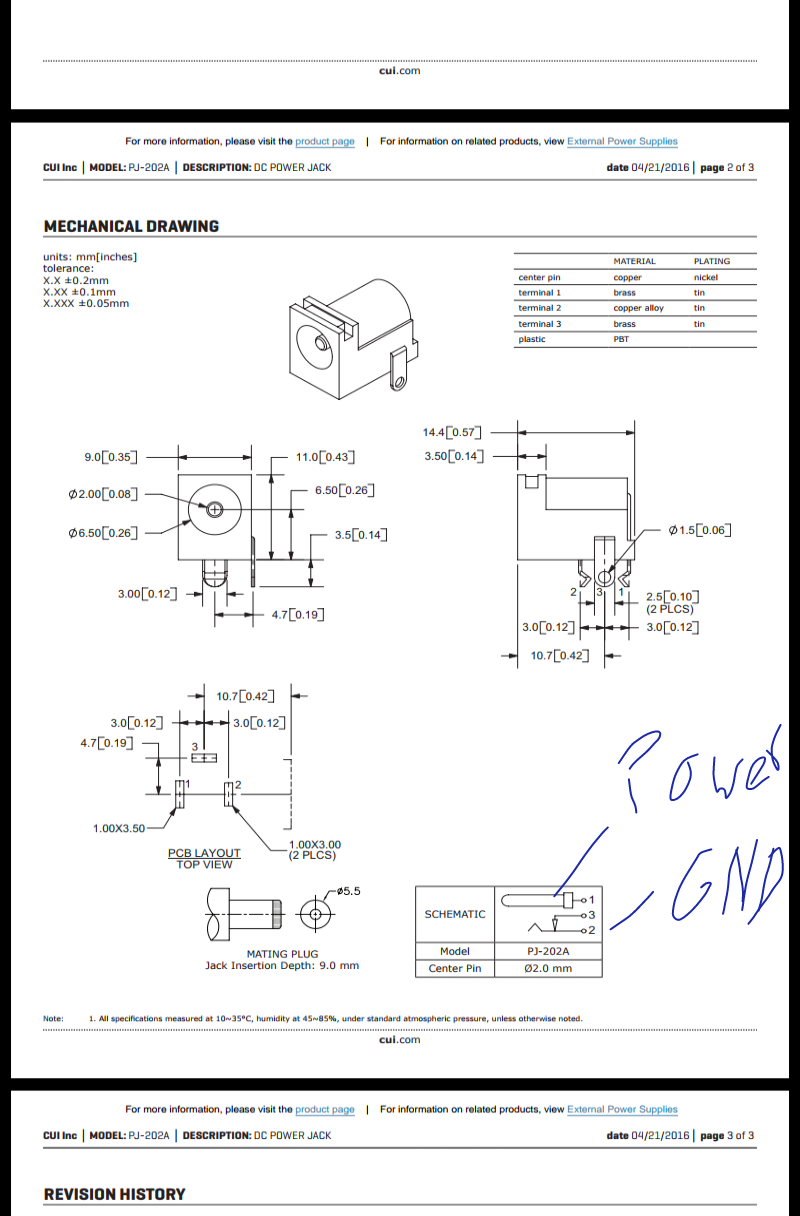 cui.com
For more information, please visit the product page | For information on related products, view External Power Supplies
CUI Inc | MODEL: PJ-202A | DESCRIPTION: DC POWER JACK date 04/21/2016 | page 2 of 3
MECHANICAL DRAWING
units: mm[inches]
tolerance:
X.X ±0.2mm
X.XX ±0.1mm
X.XXX ±0.05mm
MATERIAL PLATING
center pin copper nickel
terminal 1 brass tin
terminal 2 copper alloy tin
terminal 3 brass tin
plastic PBT
9.0[0.35]
11.0[0.43]
Ø2.00[0.08]
6.50[0.26]
Ø6.50[0.26]
3.5[0.14]
3.00[0.12]
4.7[0.19]
14.4[0.57]
3.50[0.14]
Ø1.5[0.06]
2 3 1
2.5[0.10]
(2 PLCS)
3.0[0.12] 3.0[0.12]
10.7[0.42]
10.7[0.42]
3.0[0.12] 3.0[0.12]
4.7[0.19]
3
1 2
1.00X3.50
1.00X3.00
(2 PLCS)
PCB LAYOUT
TOP VIEW
Power
GND
ø5.5
MATING PLUG
Jack Insertion Depth: 9.0 mm
SCHEMATIC
1
3
2
Model PJ-202A
Center Pin Ø2.0 mm
Note: 1. All specifications measured at 10~35°C, humidity at 45~85%, under standard atmospheric pressure, unless otherwise noted.
cui.com
For more information, please visit the product page | For information on related products, view External Power Supplies
CUI Inc | MODEL: PJ-202A | DESCRIPTION: DC POWER JACK date 04/21/2016 | page 3 of 3
REVISION HISTORY